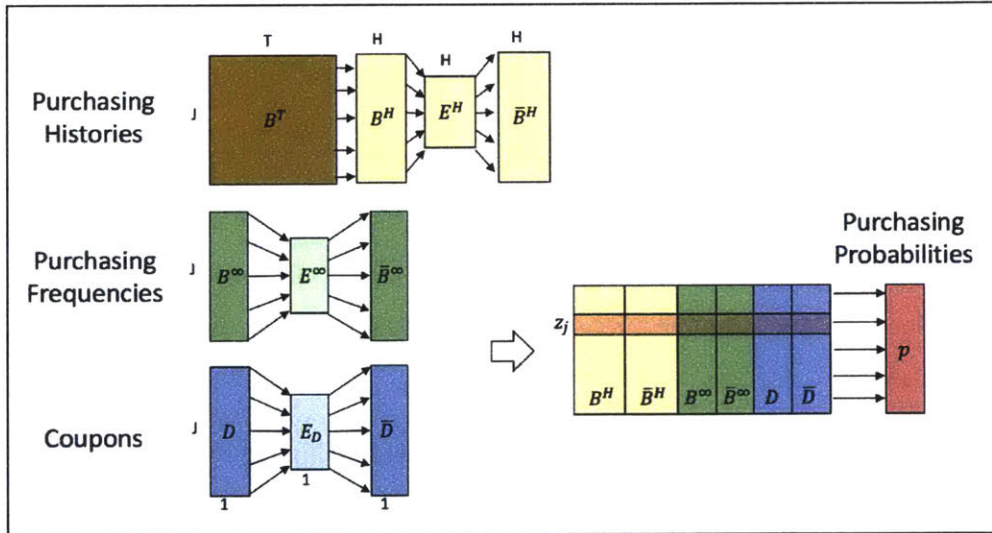 T
H
H
H
Purchasing
Histories
J
B^T
B^H
E^H
B̄^H
Purchasing
Frequencies
J
B^∞
E^∞
B̄^∞
Purchasing
Probabilities
z_j
B^H
B̄^H
B^∞
B̄^∞
D
D̄
p
Coupons
J
D
E_D
D̄
1
1
1